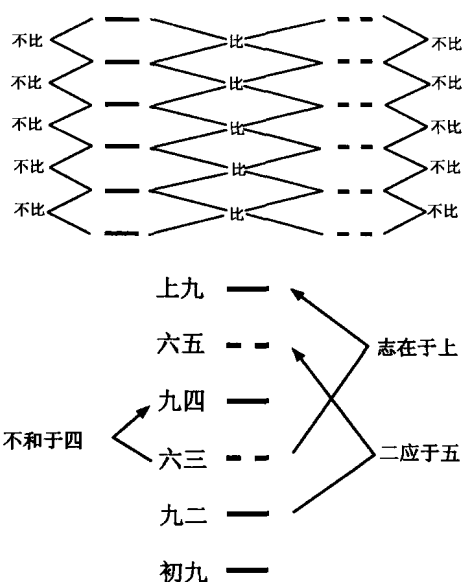 不比 比 不比
不比 比 不比
不比 比 不比
不比 比 不比
不比 比 不比
上九
六五 志在于上
九四
不和于四 六三 二应于五
九二
初九